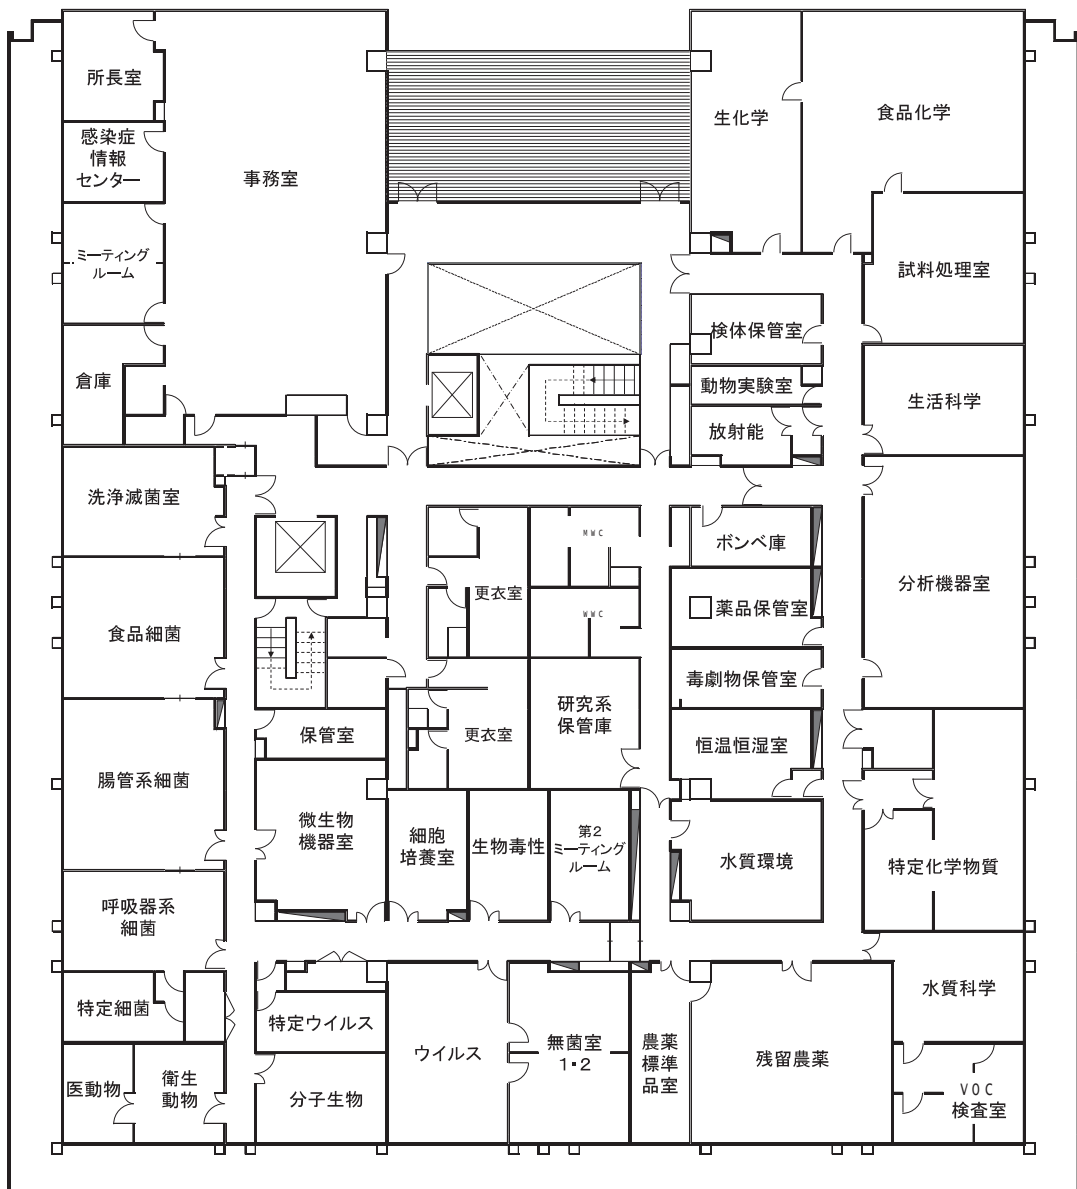 所長室
感染症
情報
センター
ミーティング
ルーム
倉庫
事務室
生化学
食品化学
試料処理室
検体保管室
動物実験室
放射能
生活科学
洗浄滅菌室
食品細菌
腸管系細菌
呼吸器系
細菌
特定細菌
医動物
衛生
動物
更衣室
MWC
WWC
ボンベ庫
薬品保管室
毒劇物保管室
恒温恒湿室
分析機器室
保管室
更衣室
研究系
保管庫
微生物
機器室
細胞
培養室
生物毒性
第2
ミーティング
ルーム
水質環境
特定化学物質
水質科学
特定ウイルス
分子生物
ウイルス
無菌室
1・2
農薬
標準
品室
残留農薬
VOC
検査室